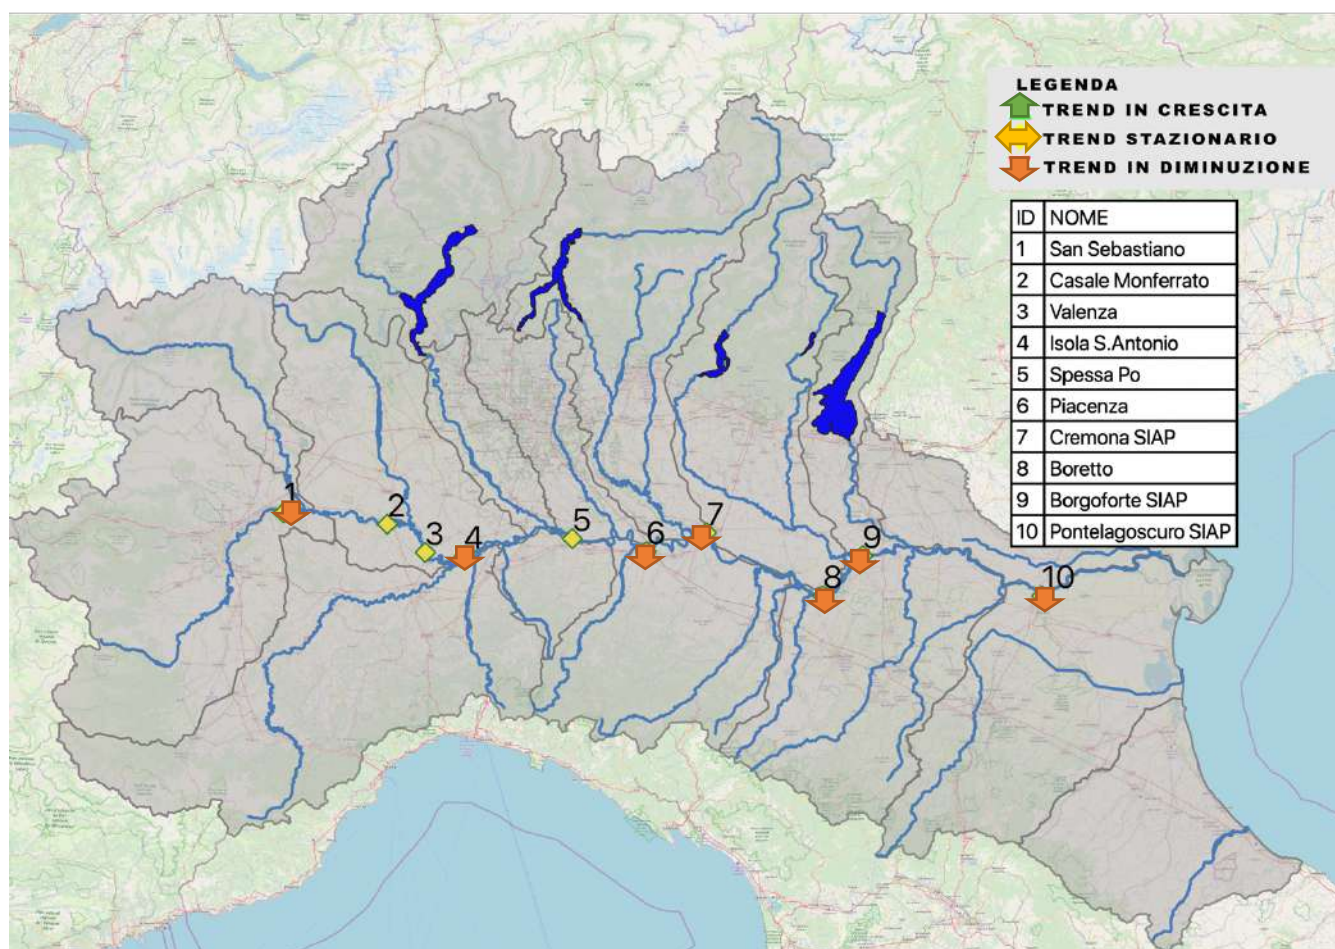 LEGENDA
TREND IN CRESCITA
TREND STAZIONARIO
TREND IN DIMINUZIONE
ID NOME
1 San Sebastiano
2 Casale Monferrato
3 Valenza
4 Isola S.Antonio
5 Spessa Po
6 Piacenza
7 Cremona SIAP
8 Boretto
9 Borgoforte SIAP
10 Pontelagoscuro SIAP
1
2
3
4
5
6
7
8
9
10